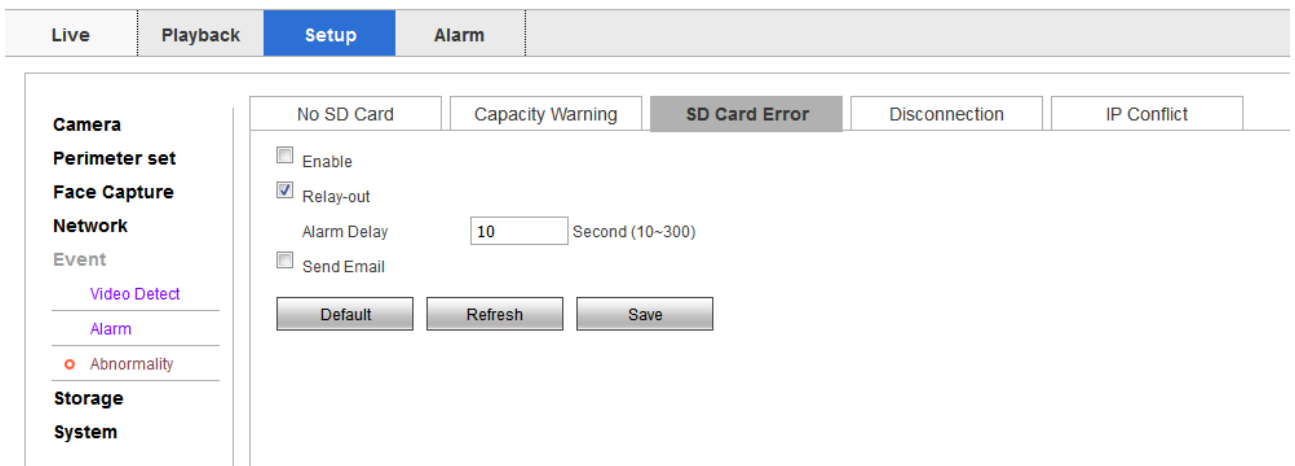 Live Playback Setup Alarm
No SD Card Capacity Warning SD Card Error Disconnection IP Conflict
Camera
Perimeter set
Face Capture
Network
Event
Video Detect
Alarm
Abnormality
Storage
System
Enable
Relay-out
Alarm Delay 10 Second (10~300)
Send Email
Default Refresh Save